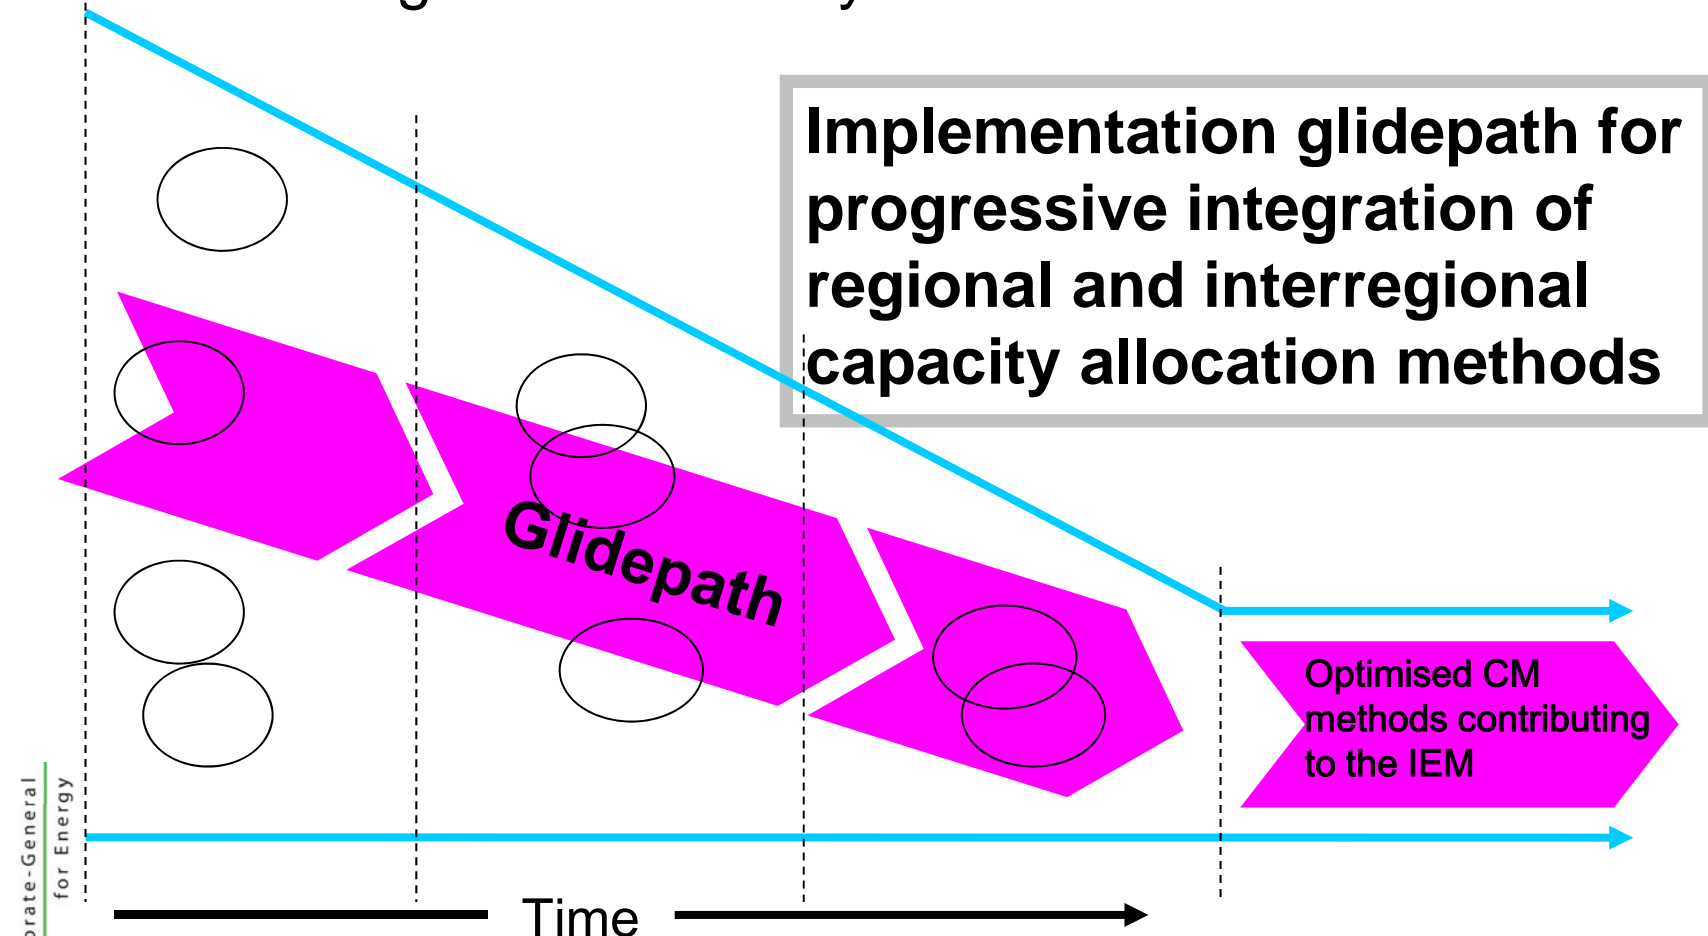 Implementation glidepath for
progressive integration of
regional and interregional
capacity allocation methods
Glidepath
Optimised CM
methods contributing
to the IEM
for Energy
Time